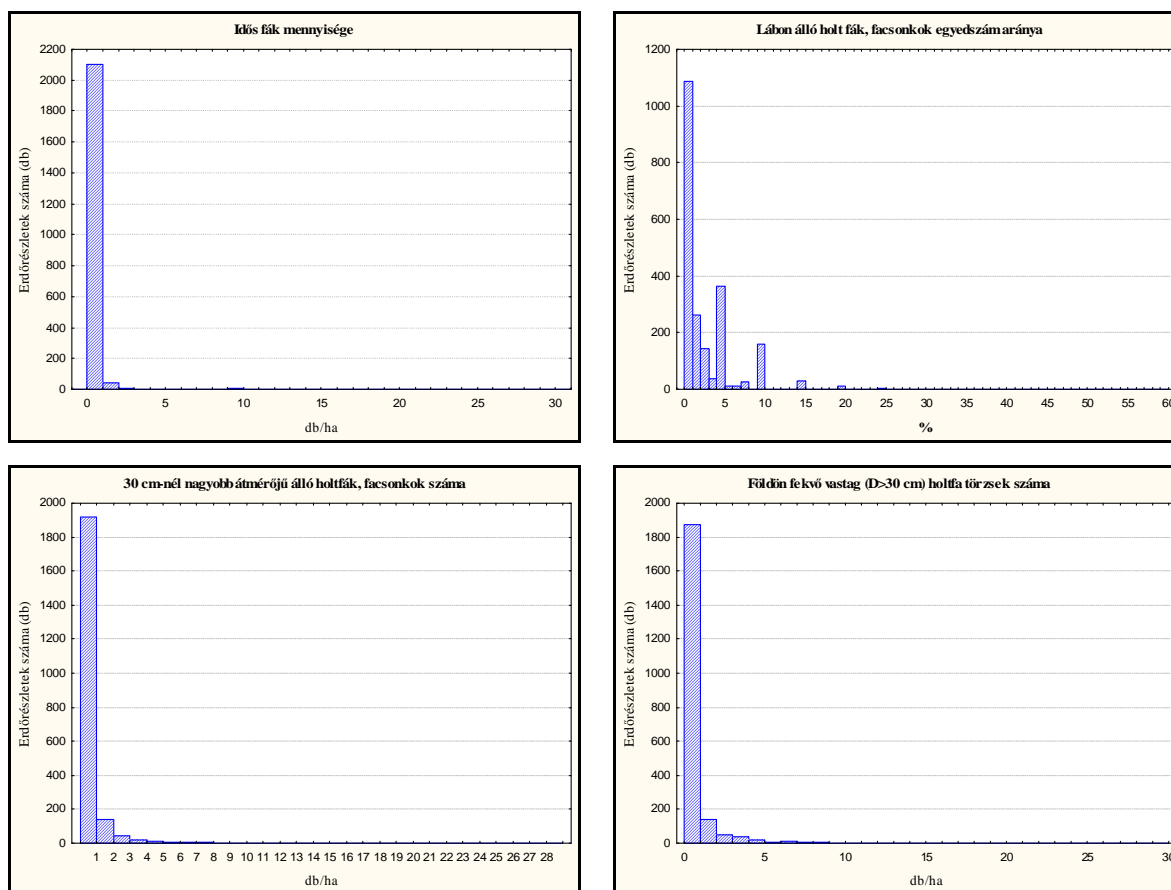 Idős fák mennyisége
2200
2000
1800
1600
1400
1200
1000
800
600
400
200
0
Erdőrészletek száma (db)
0 5 10 15 20 25 30
db/ha
Lábon álló holt fák, facsonkok egyedszámaránya
1200
1000
800
600
400
200
0
Erdőrészletek száma (db)
0 5 10 15 20 25 30 35 40 45 50 55 60
%
30 cm-nél nagyobb átmérőjű álló holtfák, facsonkok száma
2000
1800
1600
1400
1200
1000
800
600
400
200
0
Erdőrészletek száma (db)
1 2 3 4 5 6 7 8 9 10 11 12 13 14 15 16 17 18 19 20 21 22 23 24 25 26 27 28
db/ha
Földön fekvő vastag (D>30 cm) holtfa törzsek száma
2000
1800
1600
1400
1200
1000
800
600
400
200
0
Erdőrészletek száma (db)
0 5 10 15 20 25 30
db/ha